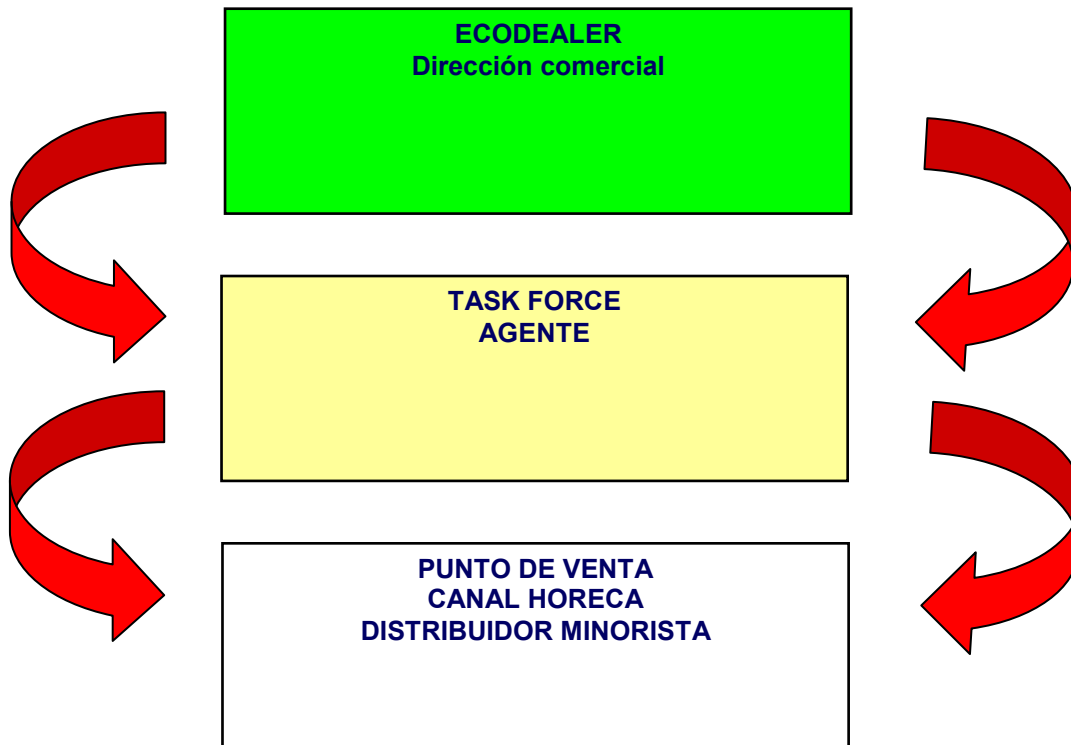 ECODEALER
Dirección comercial
TASK FORCE
AGENTE
PUNTO DE VENTA
CANAL HORECA
DISTRIBUIDOR MINORISTA